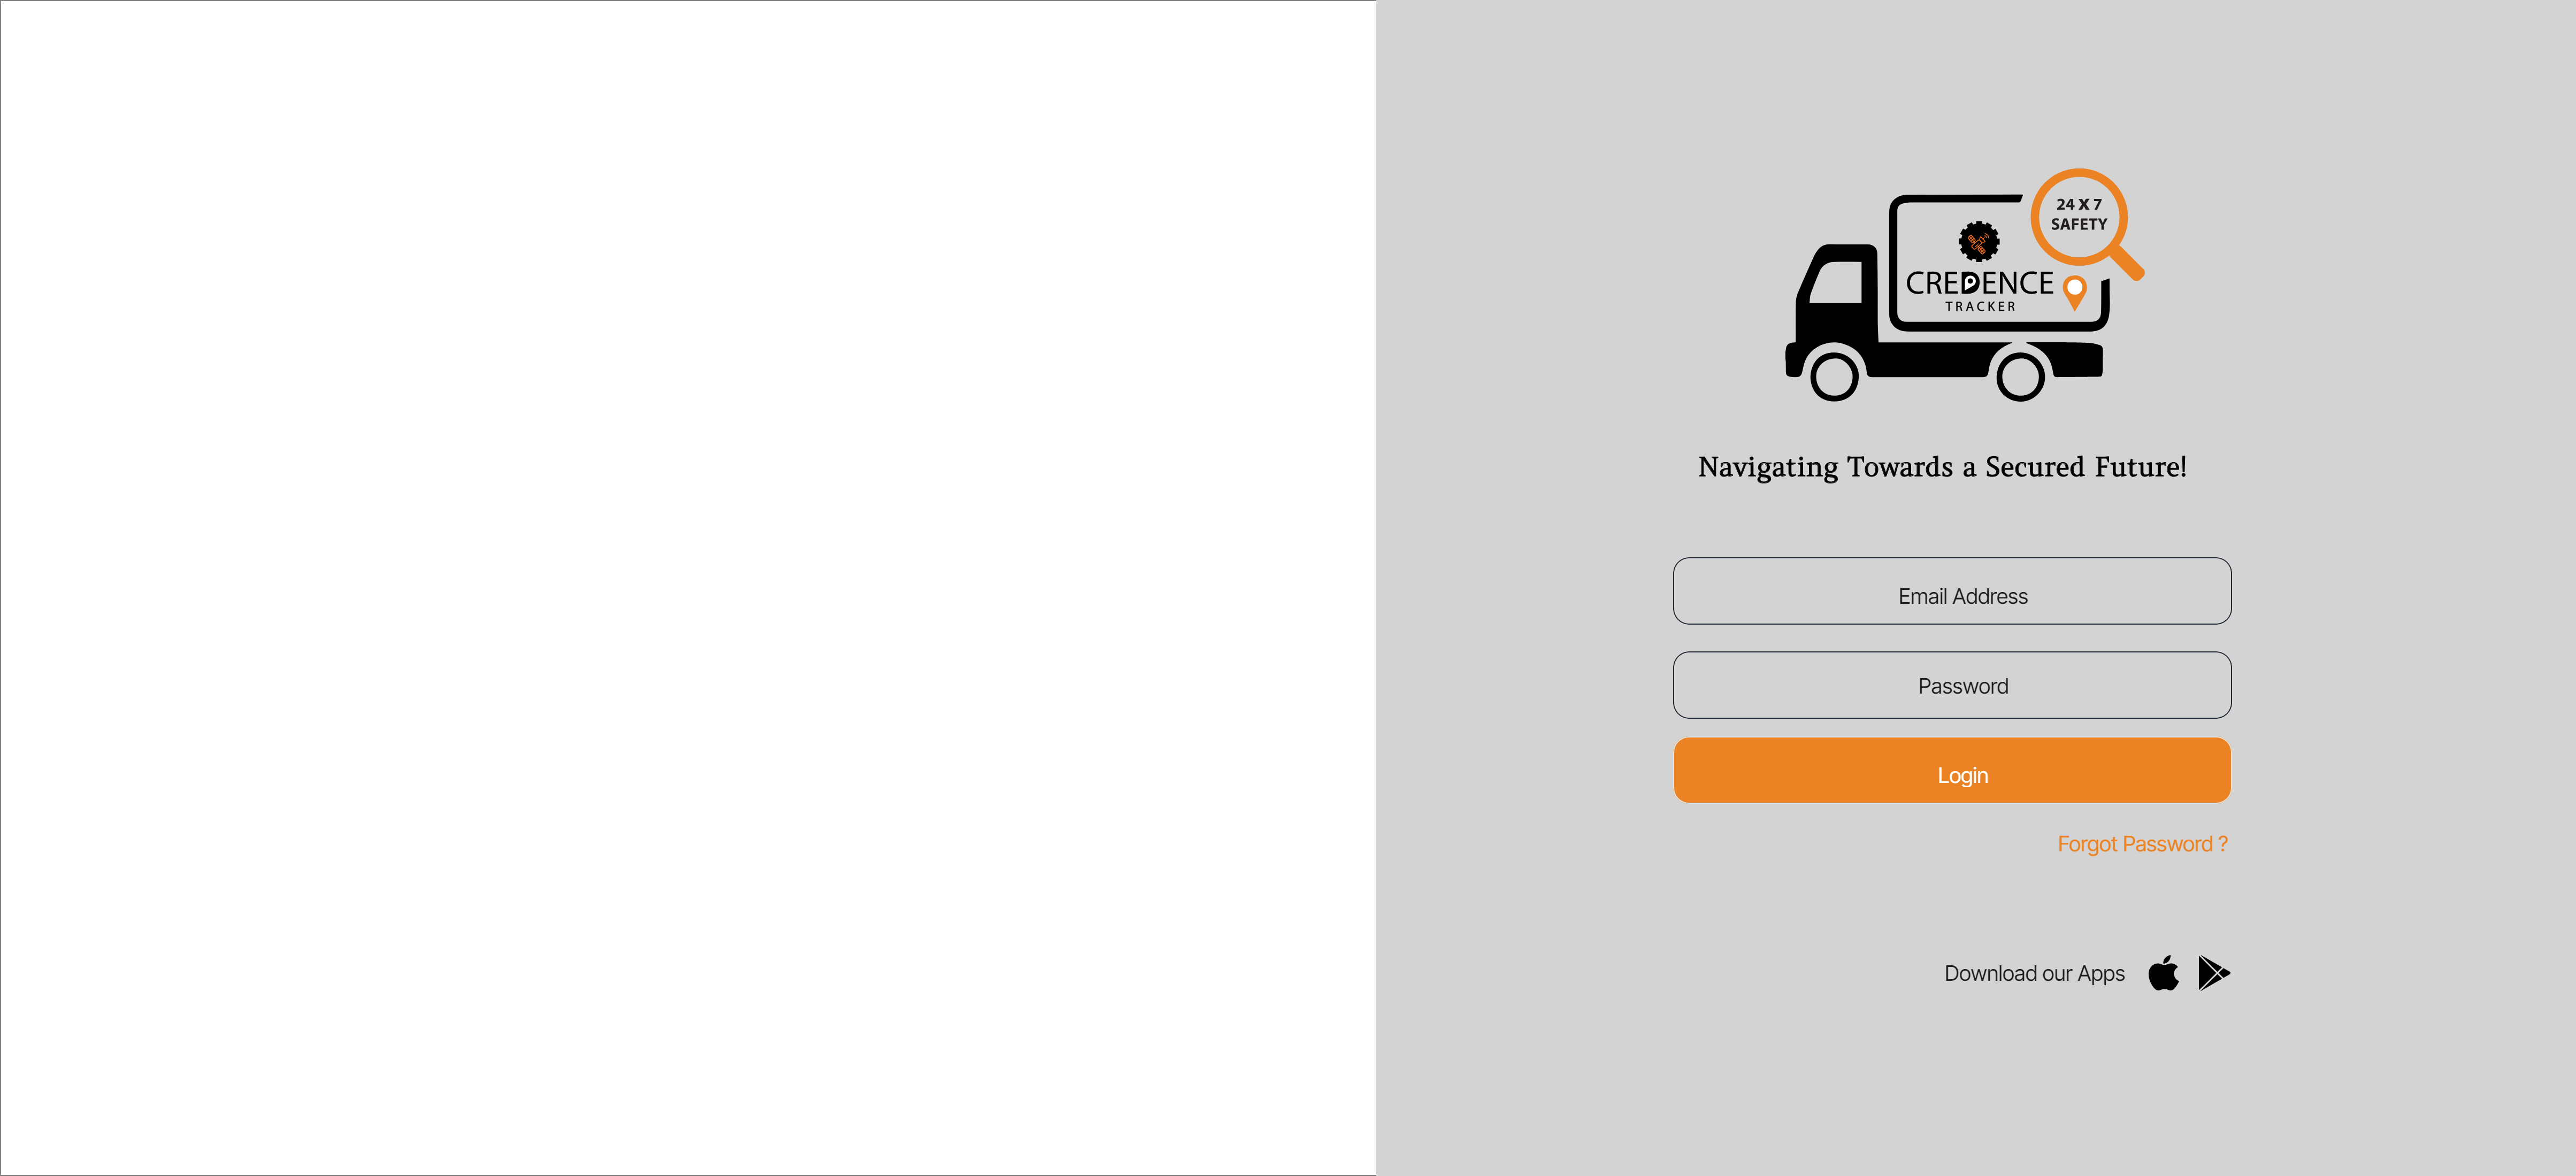 24 X 7
SAFETY
CREDENCE
TRACKER
Navigating Towards a Secured Future!
Email Address
Password
Login
Forgot Password ?
Download our Apps